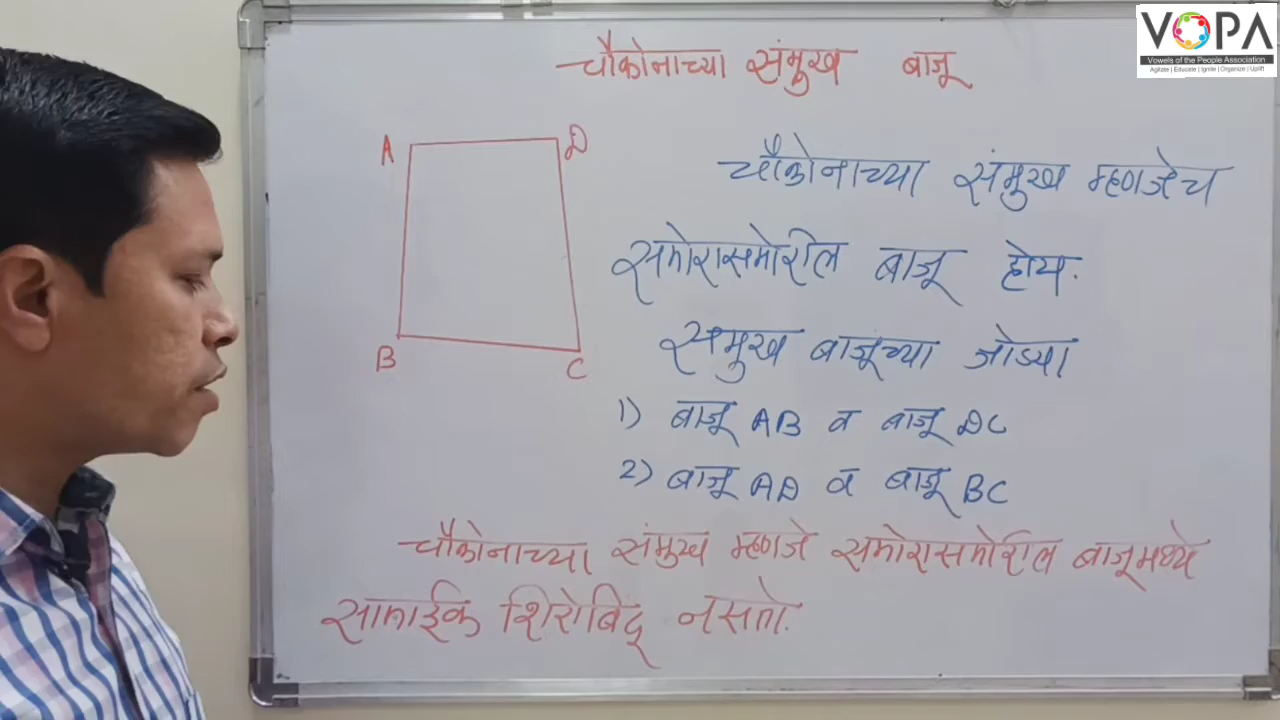 VOPA
Vowels of the People Association
Agitate | Educate | Ignite | Organize | Uplift
चौकोनाच्या संमुख बाजू
A D
B C
चौकोनाच्या संमुख म्हणजेच
समोरासमोरील बाजू होय.
समुख बाजूंच्या जोड्या
1) बाजू AB व बाजू DC
2) बाजू AD व बाजू BC
चौकोनाच्या संमुख म्हणजे समोरासमोरील बाजूमध्ये
सामाईक शिरोबिंदू नसतो.